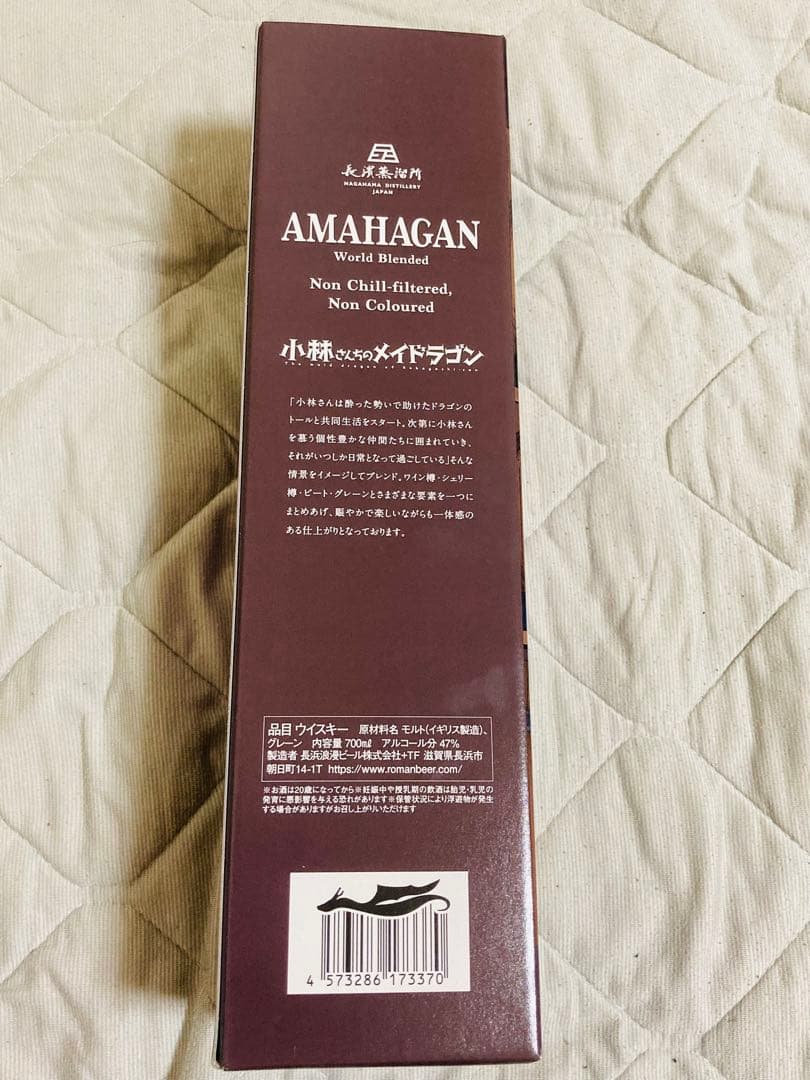 長濱蒸溜所
NAGAHAMA DISTILLERY
JAPAN
AMAHAGAN
World Blended
Non Chill-filtered,
Non Coloured
小林さんちのメイドラゴン
「小林さんは酔った勢いで助けたドラゴンの
トールと共同生活をスタート。次第に小林さん
を慕う個性豊かな仲間たちに囲まれていき、
それがいつしか日常となって過ごしている」そんな
情景をイメージしてブレンド。ワイン樽・シェリー
樽・ピート・グレーンとさまざまな要素を一つに
まとめあげ、賑やかで楽しいながらも一体感の
ある仕上がりとなっております。
品目 ウイスキー 原材料名 モルト(イギリス製造)、
グレーン 内容量 700㎖ アルコール分 47%
製造者 長浜浪漫ビール株式会社+TF 滋賀県長浜市
朝日町14-1T https://www.romanbeer.com/
※お酒は20歳になってから※妊娠中や授乳期の飲酒は胎児・乳児の
発育に悪影響を与える恐れがあります※保管状況により浮遊物が発生
する場合がありますがお召し上がりいただけます
4 573286 173370